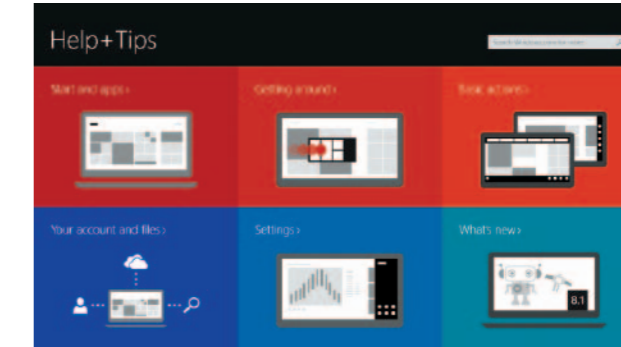 Help+Tips
Start and apps ›
Getting around ›
Basic actions ›
Your account and files ›
Settings ›
What's new ›
8.1